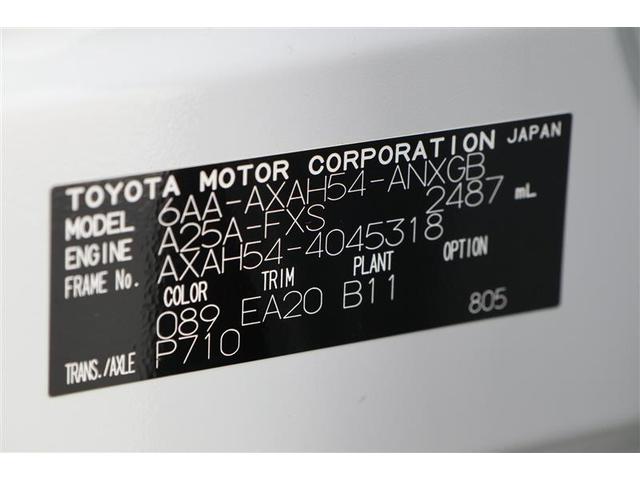 TOYOTA MOTOR CORPORATION JAPAN
MODEL 6AA-AXAH54-ANXGB
ENGINE A25A-FXS 2487 mL
FRAME No. AXAH54-4045318
COLOR TRIM PLANT OPTION
089 EA20 B11 805
TRANS./AXLE P710